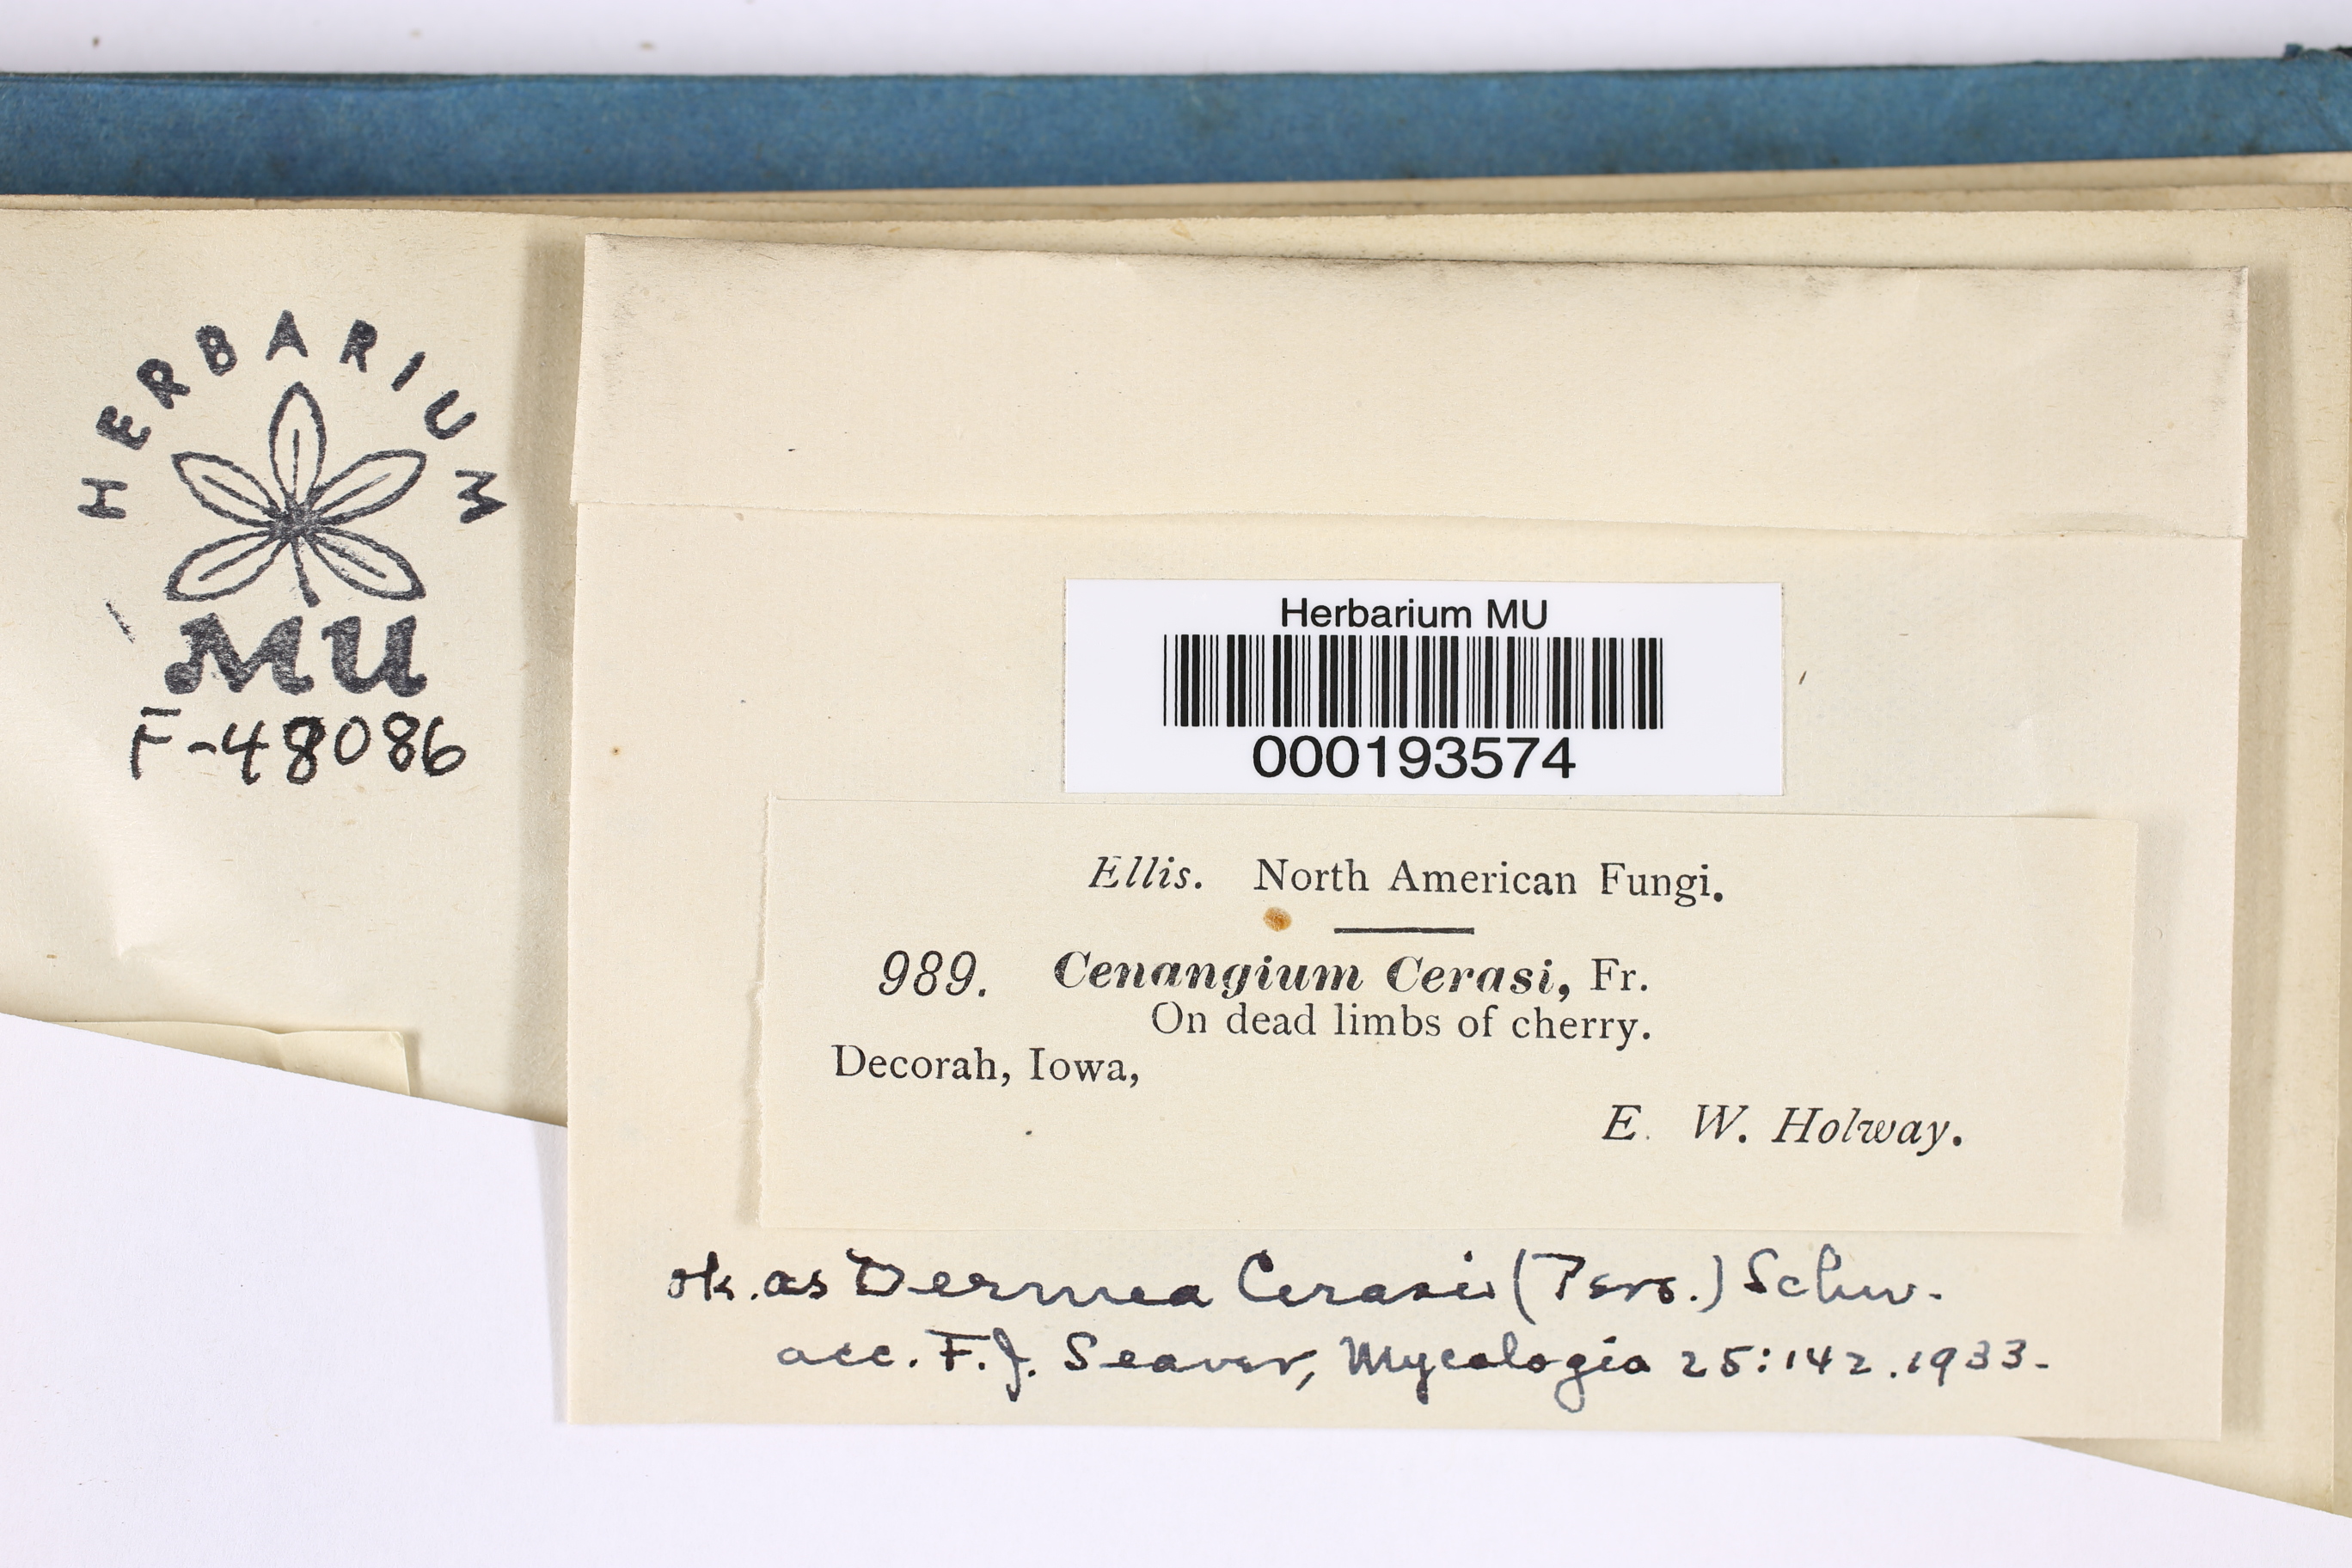 HERBARIUM
MU
F-48086
Herbarium MU
000193574
Ellis. North American Fungi.
989. Cenangium Cerasi, Fr.
On dead limbs of cherry.
Decorah, Iowa,
E. W. Holway.
ok. as Dermea Cerasi (Pers.) Schw.
acc. F.J. Seaver, Mycologia 25:142.1933-